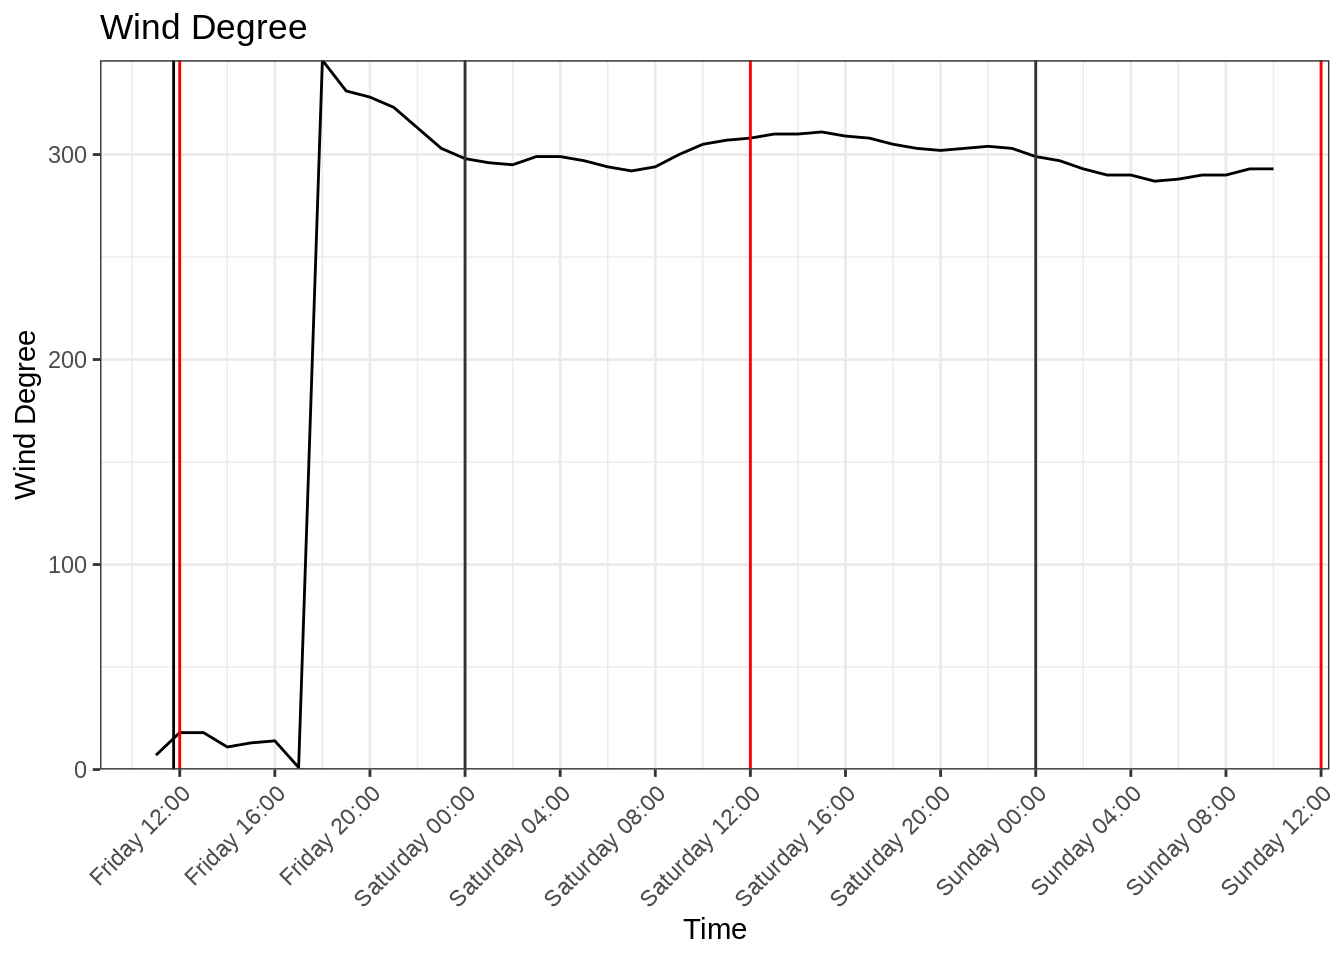 Wind Degree
Wind Degree
300
200
100
0
Friday 12:00
Friday 16:00
Friday 20:00
Saturday 00:00
Saturday 04:00
Saturday 08:00
Saturday 12:00
Saturday 16:00
Saturday 20:00
Sunday 00:00
Sunday 04:00
Sunday 08:00
Sunday 12:00
Time